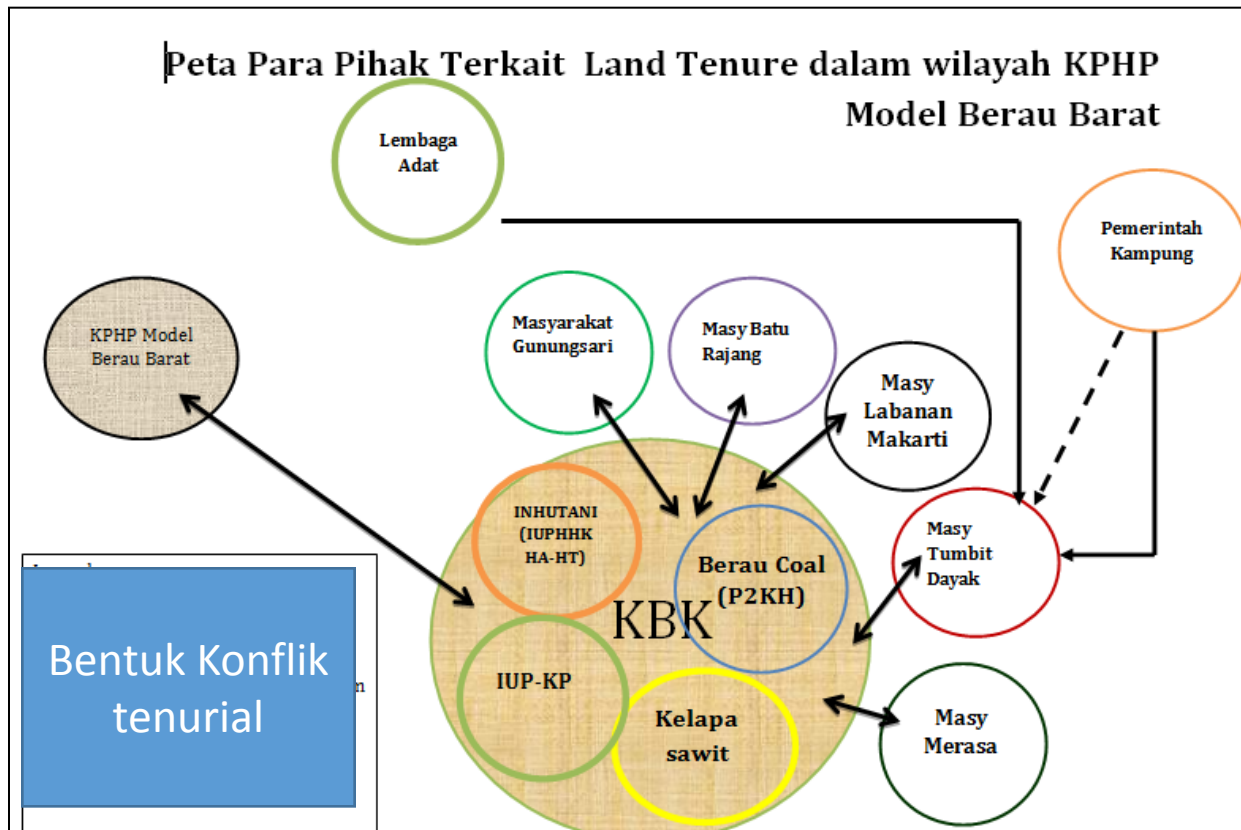 Peta Para Pihak Terkait Land Tenure dalam wilayah KPHP
Model Berau Barat
Lembaga
Adat
Pemerintah
Kampung
KPHP Model
Berau Barat
Masyarakat
Gunungsari
Masy Batu
Rajang
Masy
Labanan
Makarti
INHUTANI
(IUPHHK
HA-HT)
Berau Coal
(P2KH)
Masy
Tumbit
Dayak
KBK
IUP-KP
Kelapa
sawit
Masy
Merasa
Bentuk Konflik
tenurial